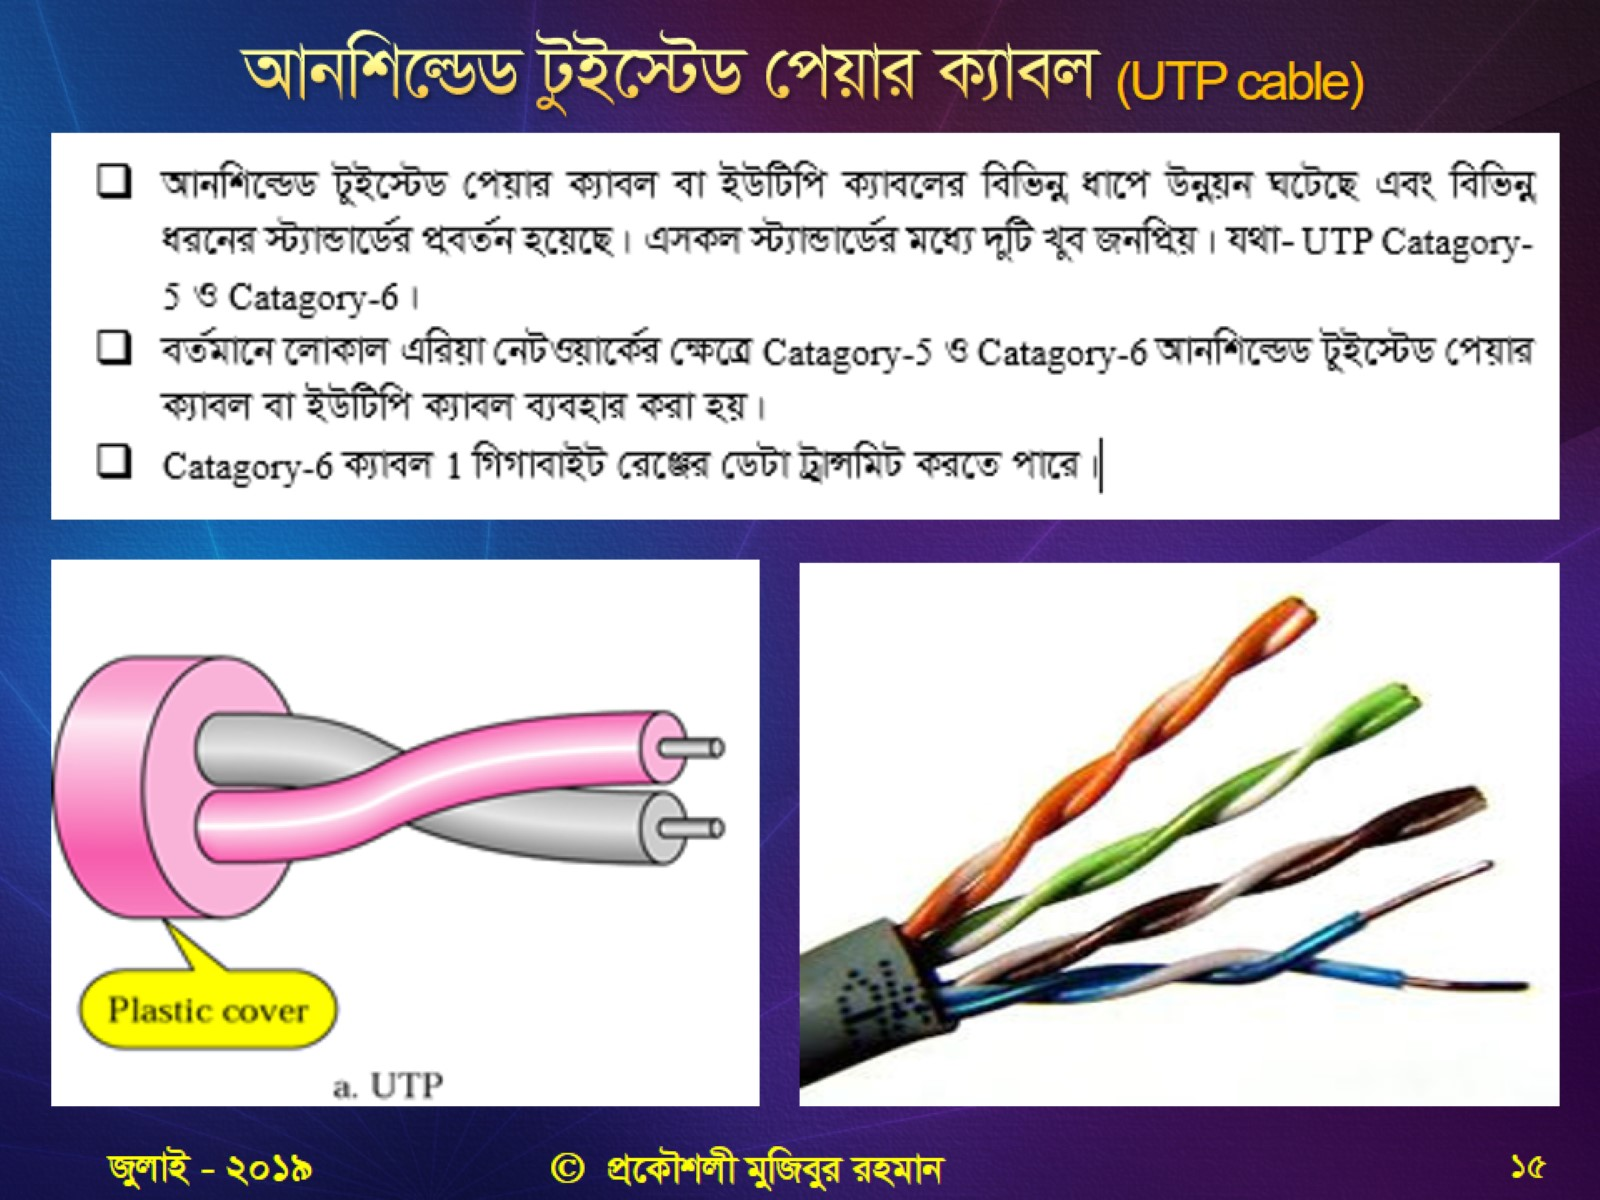 আনশিল্ডেড টুইস্টেড পেয়ার ক্যাবল (UTP cable)
আনশিল্ডেড টুইস্টেড পেয়ার ক্যাবল বা ইউটিপি ক্যাবলের বিভিন্ন ধাপে উন্নয়ন ঘটেছে এবং বিভিন্ন
ধরনের স্ট্যান্ডার্ডের প্রবর্তন হয়েছে। এসকল স্ট্যান্ডার্ডের মধ্যে দুটি খুব জনপ্রিয়। যথা- UTP Catagory-
5 ও Catagory-6।
বর্তমানে লোকাল এরিয়া নেটওয়ার্কের ক্ষেত্রে Catagory-5 ও Catagory-6 আনশিল্ডেড টুইস্টেড পেয়ার
ক্যাবল বা ইউটিপি ক্যাবল ব্যবহার করা হয়।
Catagory-6 ক্যাবল 1 গিগাবাইট রেঞ্জের ডেটা ট্রান্সমিট করতে পারে।
Plastic cover
a. UTP
জুলাই - ২০১৯
© প্রকৌশলী মুজিবুর রহমান
১৫